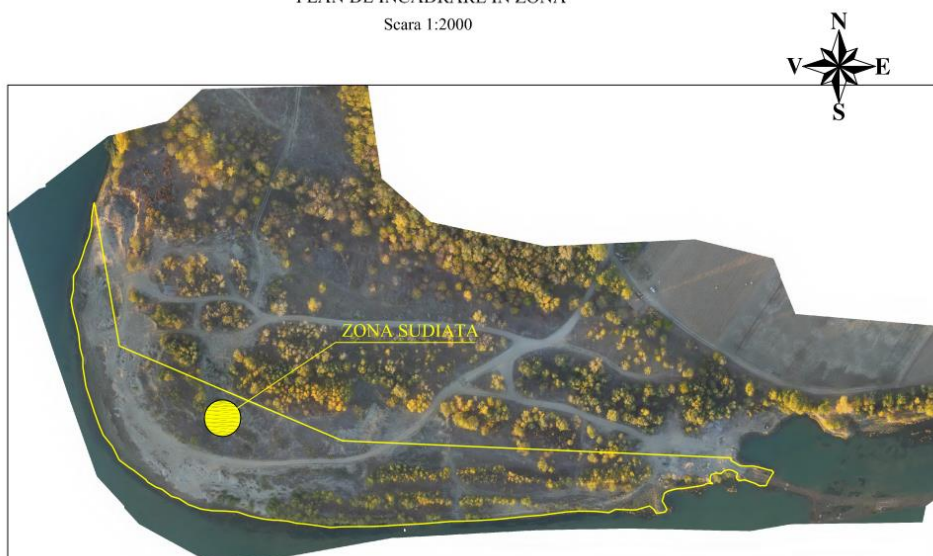 PLAN DE INCADRARE IN ZONA
Scara 1:2000
N
V E
S
ZONA SUDIATA